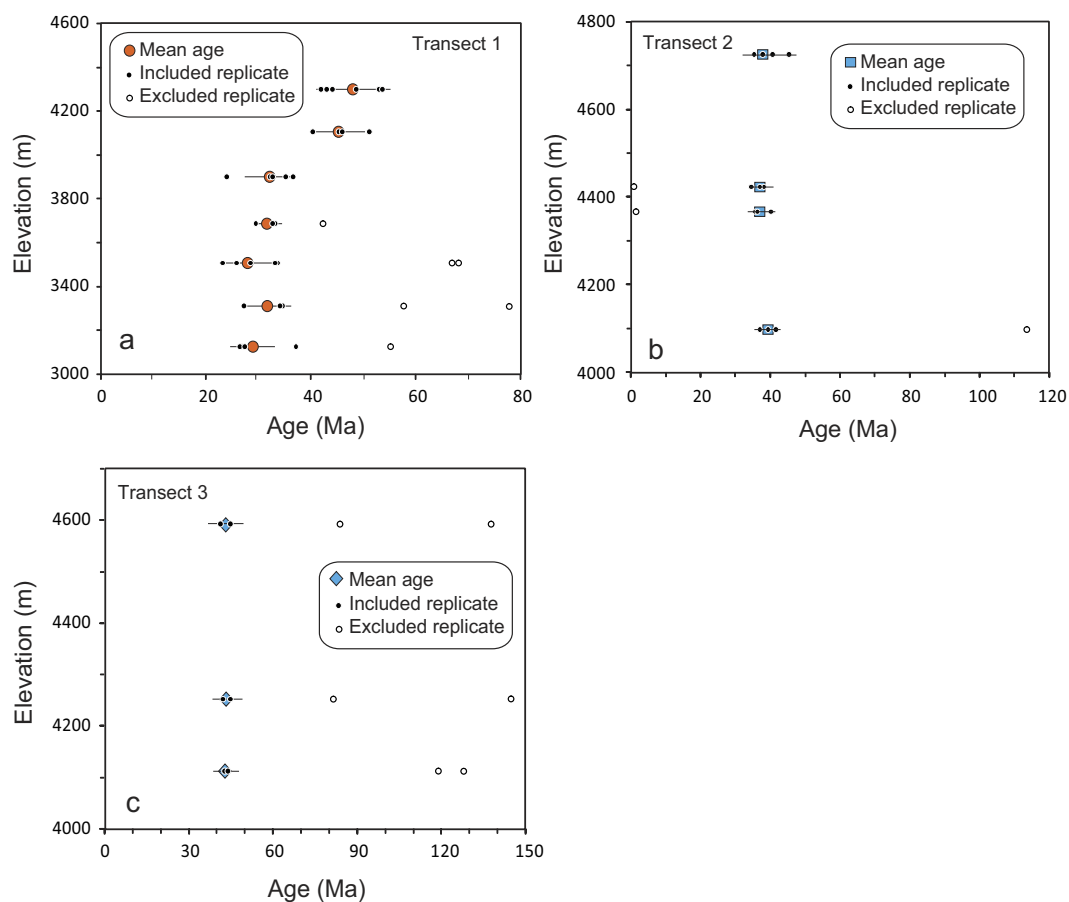 4600
4200
3800
3400
3000
Elevation (m)
Mean age
Included replicate
Excluded replicate
Transect 1
a
0
20
40
60
80
Age (Ma)
4800
4600
4400
4200
4000
Elevation (m)
Transect 2
Mean age
Included replicate
Excluded replicate
b
0
20
40
60
80
100
120
Age (Ma)
4600
4400
4200
4000
Elevation (m)
Transect 3
Mean age
Included replicate
Excluded replicate
c
0
30
60
90
120
150
Age (Ma)